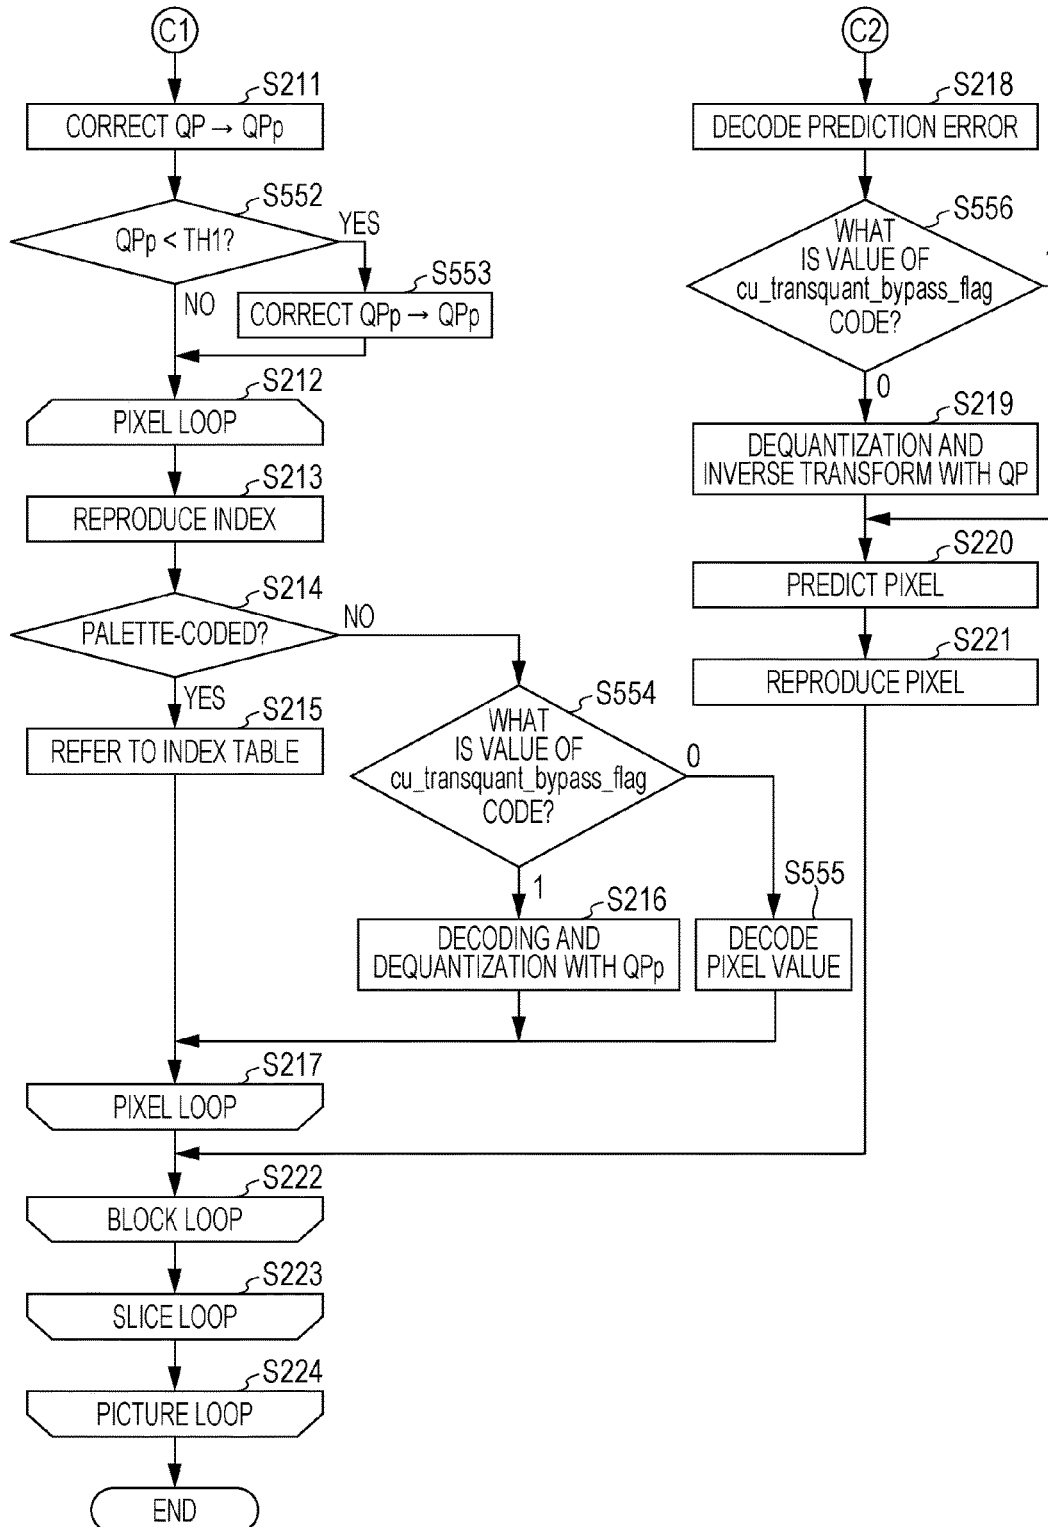 C1
S211
CORRECT QP → QPp
S552
QPp < TH1?
YES
NO
S553
CORRECT QPp → QPp
S212
PIXEL LOOP
S213
REPRODUCE INDEX
S214
PALETTE-CODED?
NO
YES
S215
REFER TO INDEX TABLE
S554
WHAT
IS VALUE OF
cu_transquant_bypass_flag
CODE?
0
1
S216
DECODING AND
DEQUANTIZATION WITH QPp
S555
DECODE
PIXEL VALUE
S217
PIXEL LOOP
S222
BLOCK LOOP
S223
SLICE LOOP
S224
PICTURE LOOP
END
C2
S218
DECODE PREDICTION ERROR
S556
WHAT
IS VALUE OF
cu_transquant_bypass_flag
CODE?
0
S219
DEQUANTIZATION AND
INVERSE TRANSFORM WITH QP
S220
PREDICT PIXEL
S221
REPRODUCE PIXEL